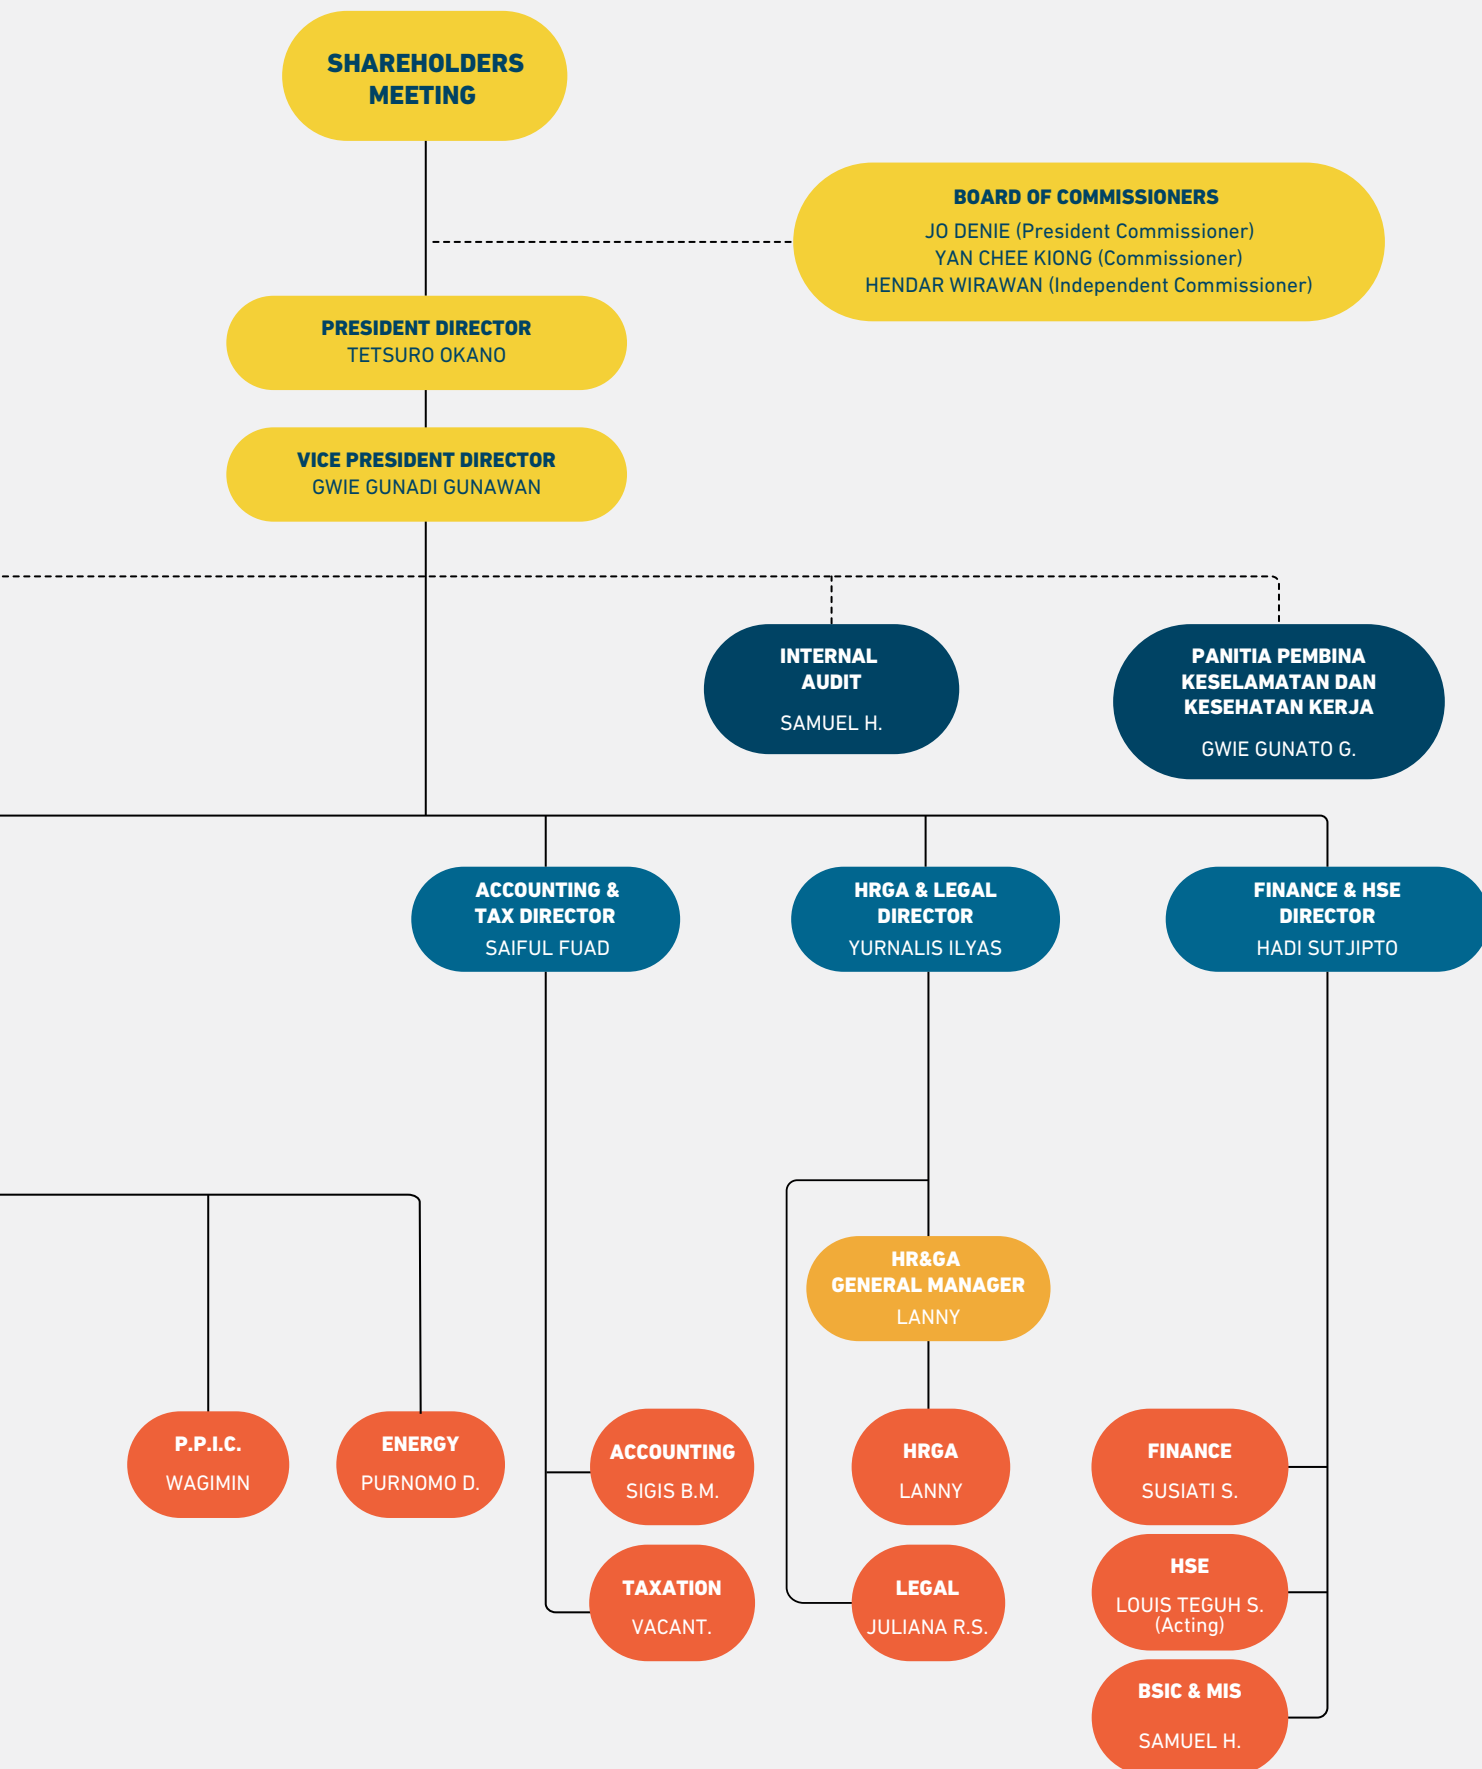 SHAREHOLDERS
MEETING
BOARD OF COMMISSIONERS
JO DENIE (President Commissioner)
YAN CHEE KIONG (Commissioner)
HENDAR WIRAWAN (Independent Commissioner)
PRESIDENT DIRECTOR
TETSURO OKANO
VICE PRESIDENT DIRECTOR
GWIE GUNADI GUNAWAN
INTERNAL
AUDIT
SAMUEL H.
PANITIA PEMBINA
KESELAMATAN DAN
KESEHATAN KERJA
GWIE GUNATO G.
ACCOUNTING &
TAX DIRECTOR
SAIFUL FUAD
HRGA & LEGAL
DIRECTOR
YURNALIS ILYAS
FINANCE & HSE
DIRECTOR
HADI SUTJIPTO
HR&GA
GENERAL MANAGER
LANNY
P.P.I.C.
WAGIMIN
ENERGY
PURNOMO D.
ACCOUNTING
SIGIS B.M.
HRGA
LANNY
FINANCE
SUSIATI S.
TAXATION
VACANT.
LEGAL
JULIANA R.S.
HSE
LOUIS TEGUH S.
(Acting)
BSIC & MIS
SAMUEL H.